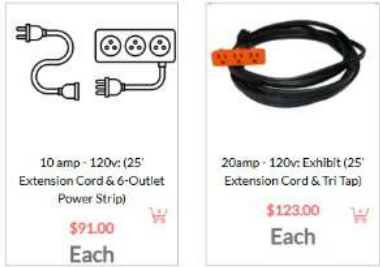 10 amp - 120v: (25'
Extension Cord & 6-Outlet
Power Strip)
$91.00
Each
20amp - 120v: Exhibit (25'
Extension Cord & Tri Tap)
$123.00
Each